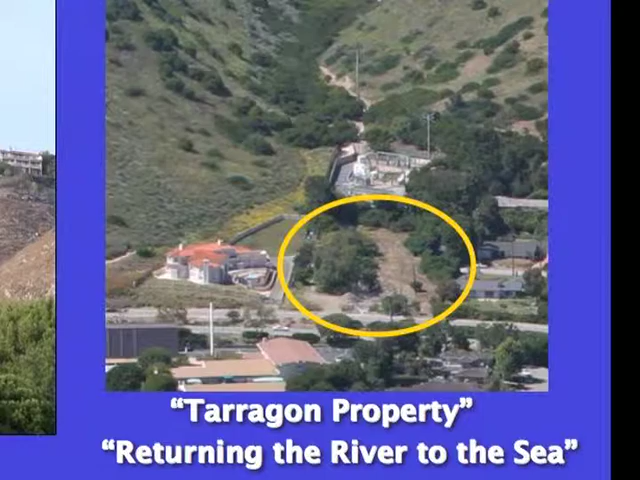 “Tarragon Property”
“Returning the River to the Sea”